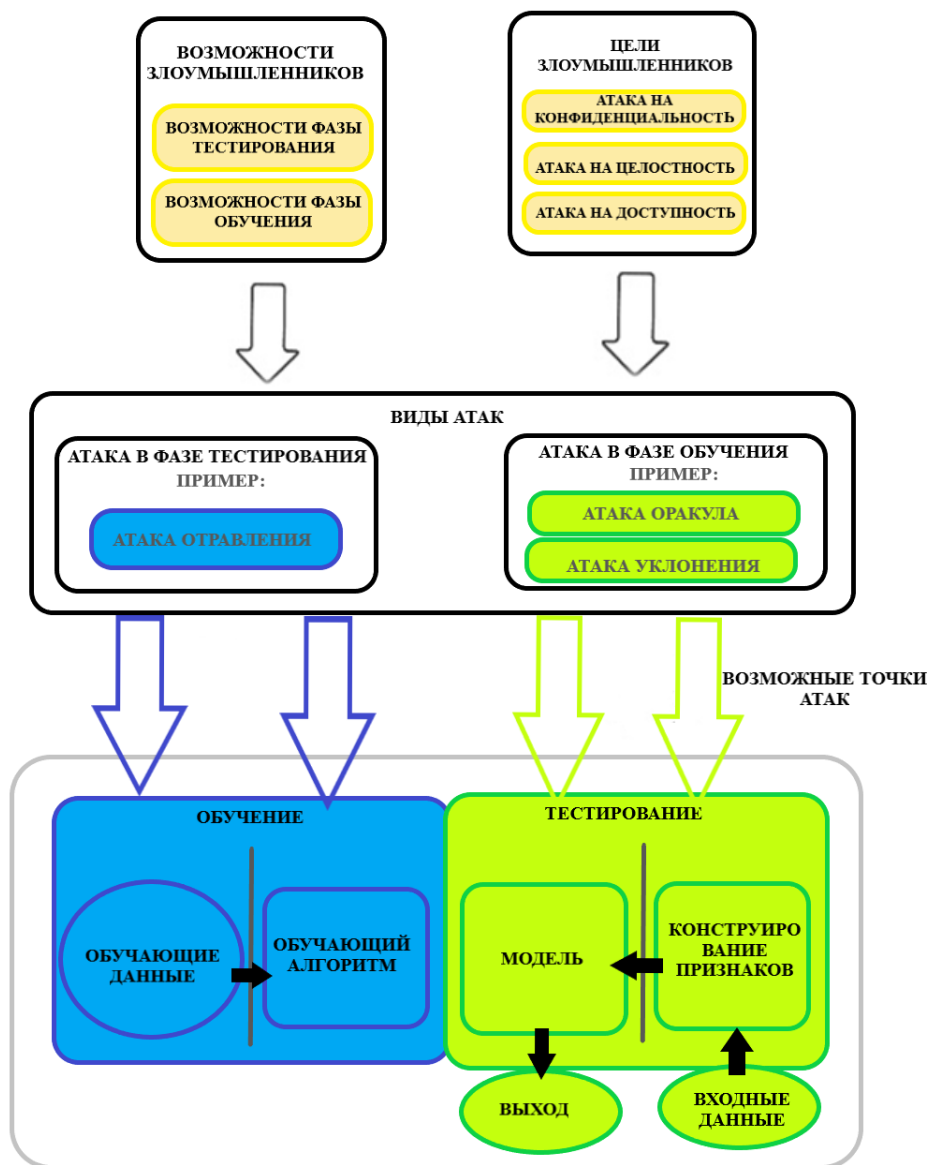 ВОЗМОЖНОСТИ
ЗЛОУМЫШЛЕННИКОВ
ВОЗМОЖНОСТИ ФАЗЫ
ТЕСТИРОВАНИЯ
ВОЗМОЖНОСТИ ФАЗЫ
ОБУЧЕНИЯ
ЦЕЛИ
ЗЛОУМЫШЛЕННИКОВ
АТАКА НА
КОНФИДЕНЦИАЛЬНОСТЬ
АТАКА НА ЦЕЛОСТНОСТЬ
АТАКА НА ДОСТУПНОСТЬ
ВИДЫ АТАК
АТАКА В ФАЗЕ ТЕСТИРОВАНИЯ
ПРИМЕР:
АТАКА ОТРАВЛЕНИЯ
АТАКА В ФАЗЕ ОБУЧЕНИЯ
ПРИМЕР:
АТАКА ОРАКУЛА
АТАКА УКЛОНЕНИЯ
ВОЗМОЖНЫЕ ТОЧКИ
АТАК
ОБУЧЕНИЕ
ОБУЧАЮЩИЕ
ДАННЫЕ
ОБУЧАЮЩИЙ
АЛГОРИТМ
ТЕСТИРОВАНИЕ
МОДЕЛЬ
КОНСТРУИРО
ВАНИЕ
ПРИЗНАКОВ
ВЫХОД
ВХОДНЫЕ
ДАННЫЕ